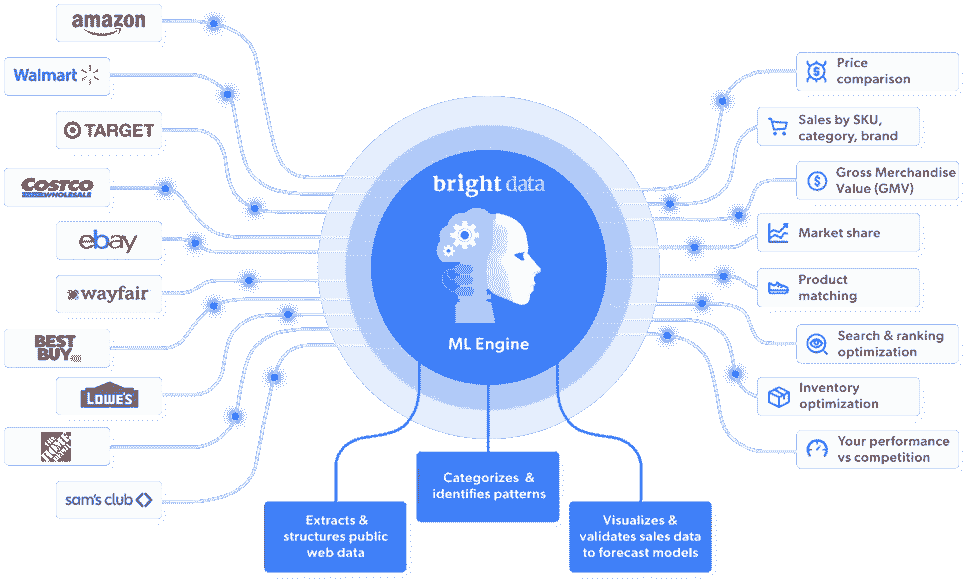 amazon
Walmart
TARGET
COSTCO
WHOLESALE
ebay
wayfair
BEST
BUY
LOWE'S
THE
HOME
DEPOT
sam's club
bright data
ML Engine
Extracts &
structures public
web data
Categorizes &
identifies patterns
Visualizes &
validates sales data
to forecast models
Price
comparison
Sales by SKU,
category, brand
Gross Merchandise
Value (GMV)
Market share
Product
matching
Search & ranking
optimization
Inventory
optimization
Your performance
vs competition